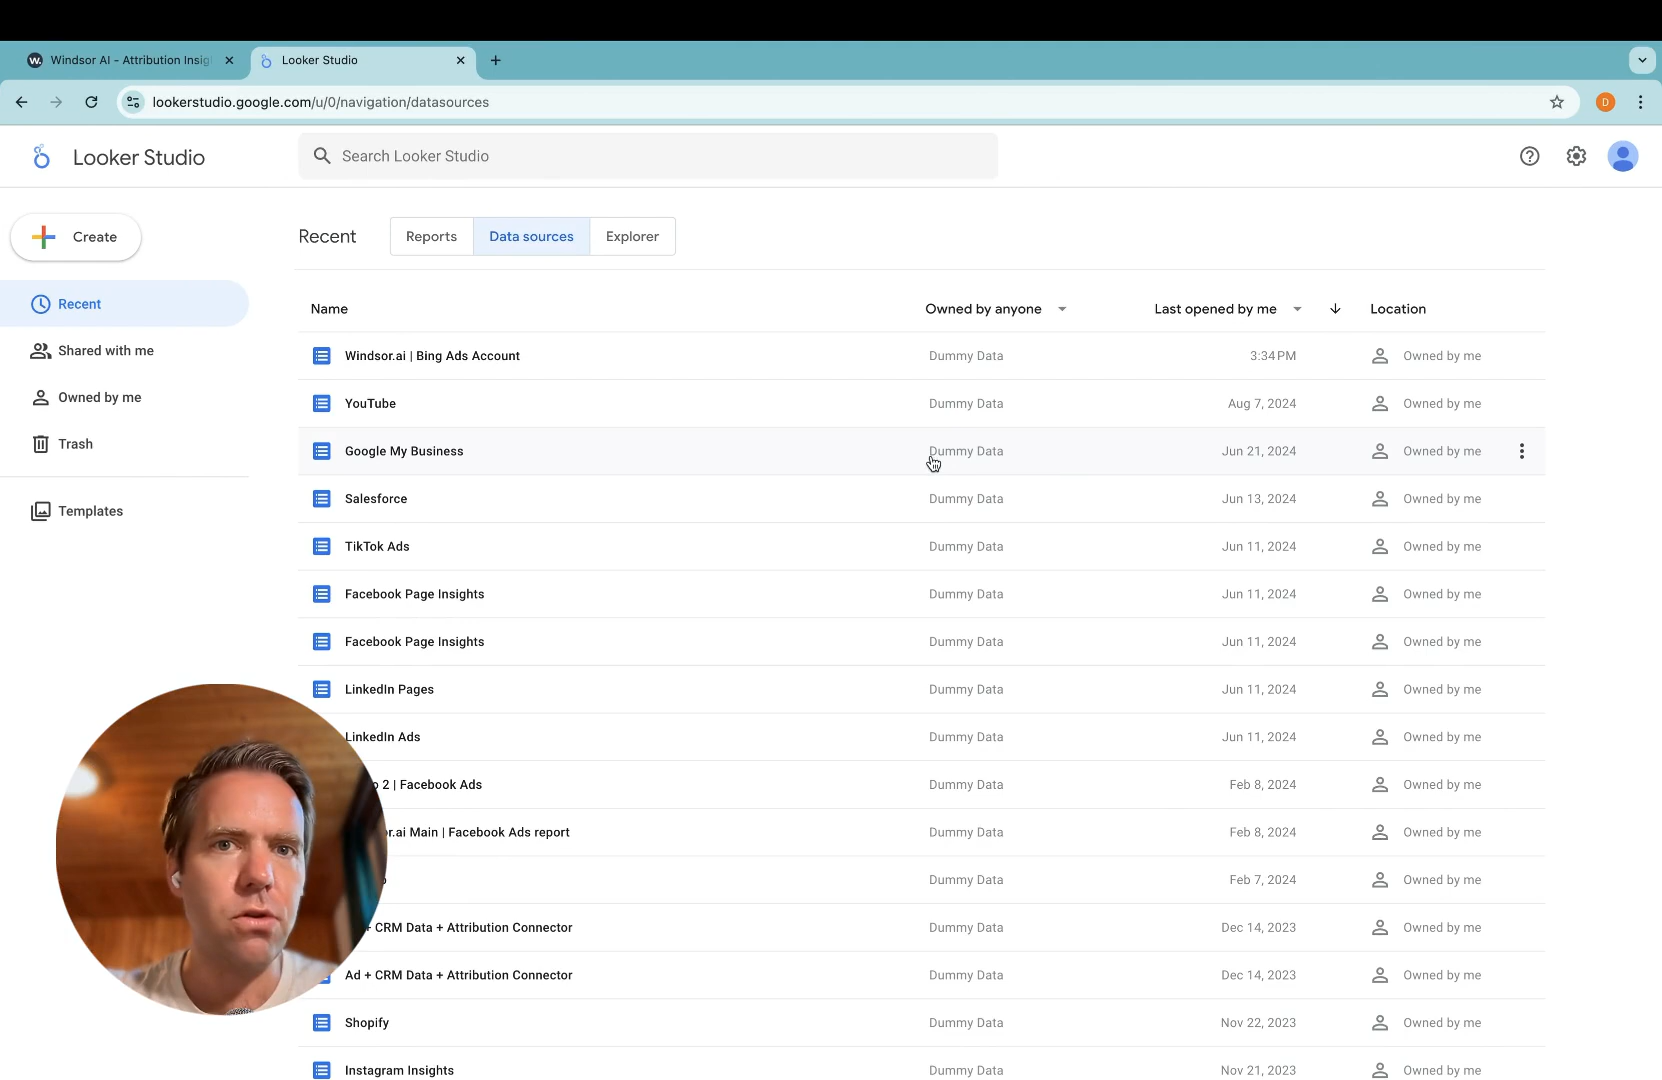 Windsor AI - Attribution Insig
Looker Studio
lookerstudio.google.com/u/0/navigation/datasources
D
Looker Studio
Search Looker Studio
Create
Recent
Shared with me
Owned by me
Trash
Templates
Recent
Reports
Data sources
Explorer
Name Owned by anyone Last opened by me Location
Windsor.ai | Bing Ads Account Dummy Data 3:34 PM Owned by me
YouTube Dummy Data Aug 7, 2024 Owned by me
Google My Business Dummy Data Jun 21, 2024 Owned by me
Salesforce Dummy Data Jun 13, 2024 Owned by me
TikTok Ads Dummy Data Jun 11, 2024 Owned by me
Facebook Page Insights Dummy Data Jun 11, 2024 Owned by me
Facebook Page Insights Dummy Data Jun 11, 2024 Owned by me
LinkedIn Pages Dummy Data Jun 11, 2024 Owned by me
LinkedIn Ads Dummy Data Jun 11, 2024 Owned by me
2 | Facebook Ads Dummy Data Feb 8, 2024 Owned by me
Main | Facebook Ads report Dummy Data Feb 8, 2024 Owned by me
Dummy Data Feb 7, 2024 Owned by me
+ CRM Data + Attribution Connector Dummy Data Dec 14, 2023 Owned by me
Ad + CRM Data + Attribution Connector Dummy Data Dec 14, 2023 Owned by me
Shopify Dummy Data Nov 22, 2023 Owned by me
Instagram Insights Dummy Data Nov 21, 2023 Owned by me